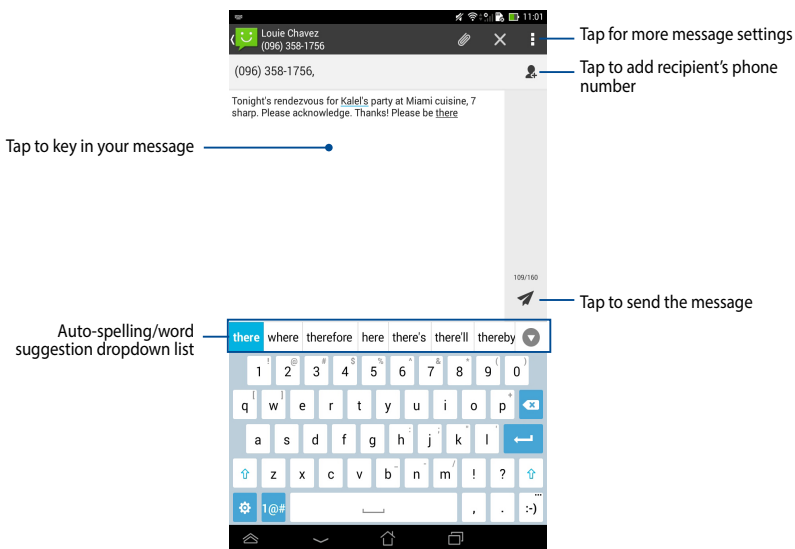 11:01
Louie Chavez
(096) 358-1756
Tap for more message settings
(096) 358-1756,
Tap to add recipient's phone
number
Tonight's rendezvous for Kalel's party at Miami cuisine, 7
sharp. Please acknowledge. Thanks! Please be there
Tap to key in your message
109/160
Tap to send the message
Auto-spelling/word
suggestion dropdown list
there where therefore here there's there'll thereby
! @ # $ % ^ & * ( )
1 2 3 4 5 6 7 8 9 0
[ ] +
q w e r t y u i o p
: ; " '
a s d f g h j k l
- /
z x c v b n m ! ?
1@# , . ... :-)